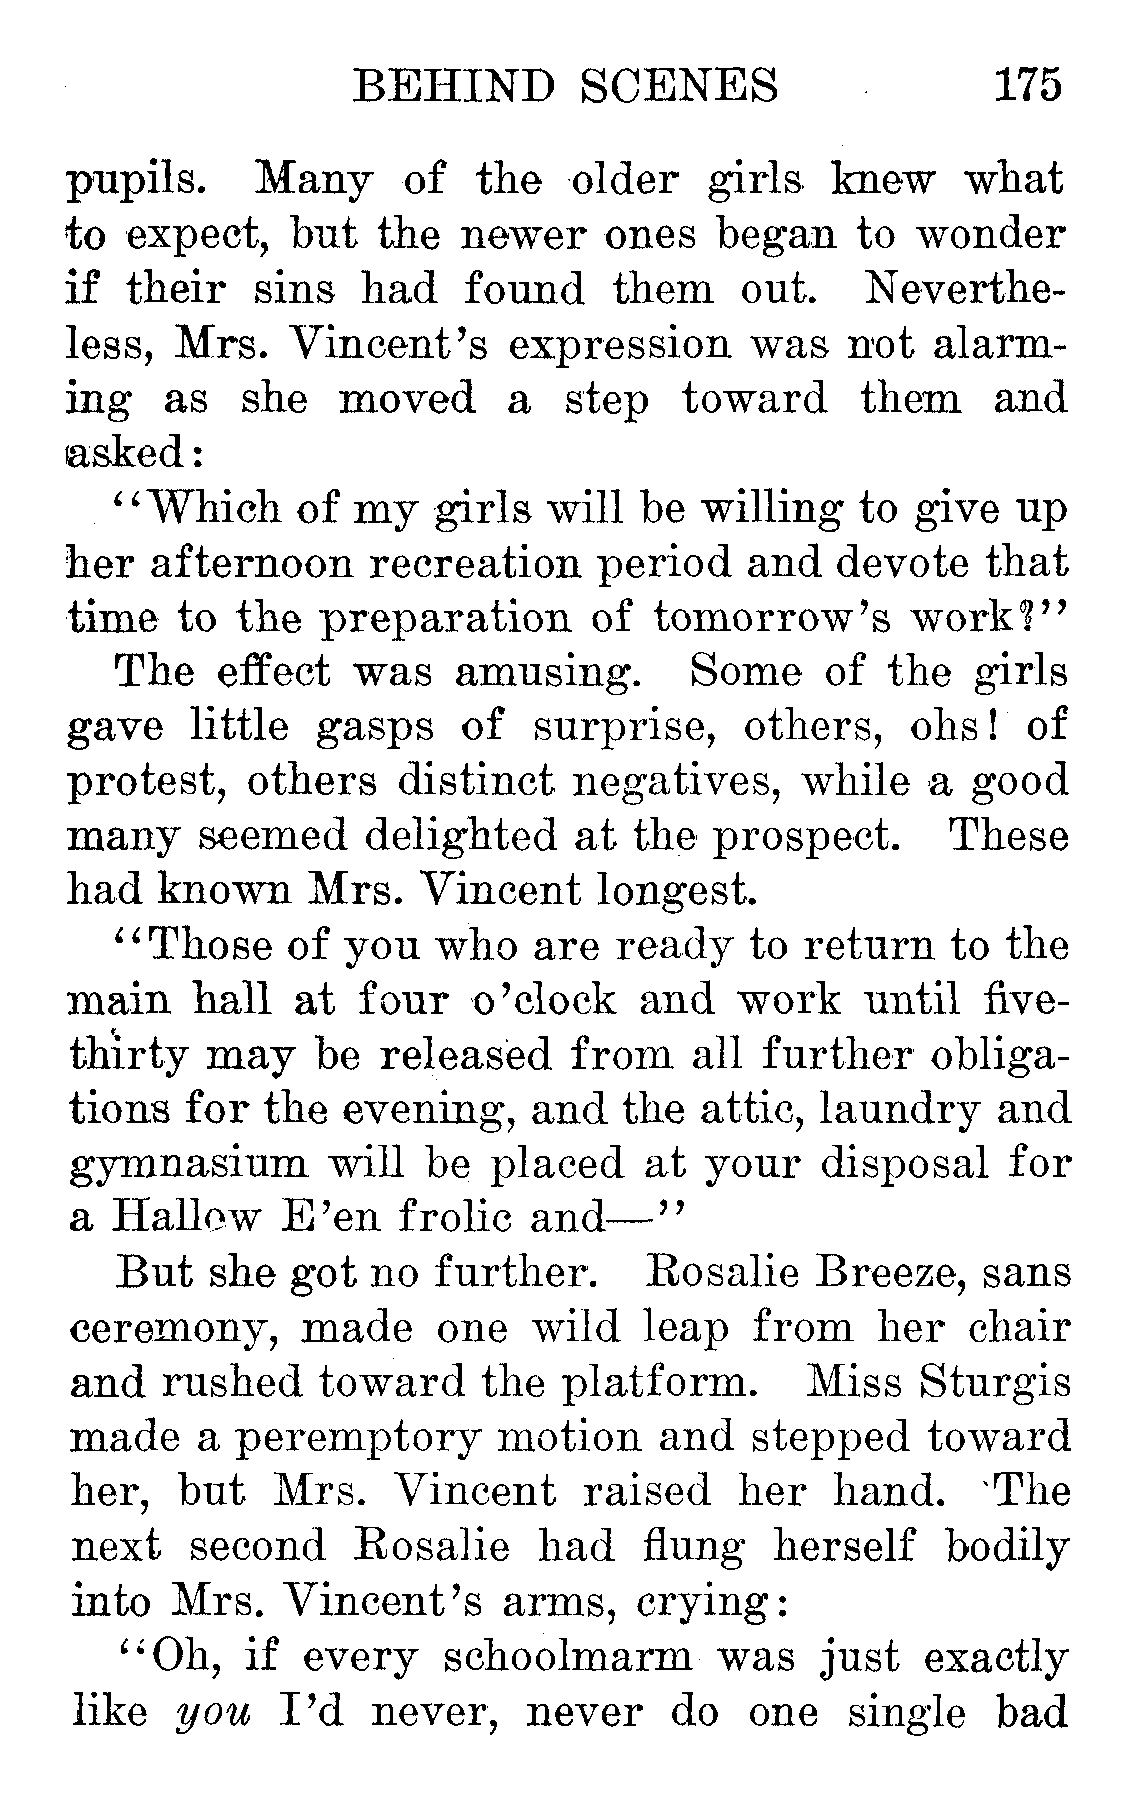 BEHIND SCENES 175
pupils. Many of the older girls knew what
to expect, but the newer ones began to wonder
if their sins had found them out. Neverthe-
less, Mrs. Vincent's expression was not alarm-
ing as she moved a step toward them and
asked:
"Which of my girls will be willing to give up
her afternoon recreation period and devote that
time to the preparation of tomorrow's work?"
The effect was amusing. Some of the girls
gave little gasps of surprise, others, ohs! of
protest, others distinct negatives, while a good
many seemed delighted at the prospect. These
had known Mrs. Vincent longest.
"Those of you who are ready to return to the
main hall at four o'clock and work until five-
thirty may be released from all further obliga-
tions for the evening, and the attic, laundry and
gymnasium will be placed at your disposal for
a Hallow E'en frolic and—"
But she got no further. Rosalie Breeze, sans
ceremony, made one wild leap from her chair
and rushed toward the platform. Miss Sturgis
made a peremptory motion and stepped toward
her, but Mrs. Vincent raised her hand. The
next second Rosalie had flung herself bodily
into Mrs. Vincent's arms, crying:
"Oh, if every schoolmarm was just exactly
like you I'd never, never do one single bad